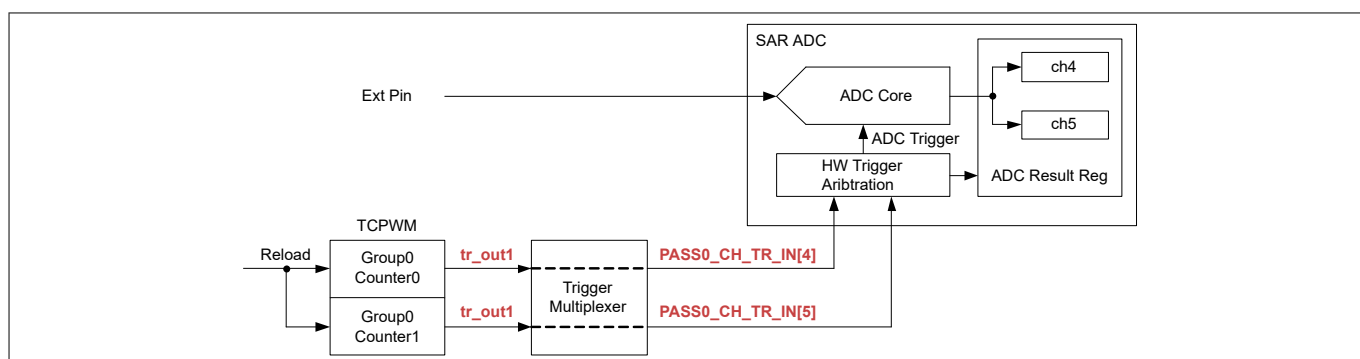 SAR ADC
ch4
Ext Pin
ADC Core
ch5
ADC Trigger
HW Trigger
Aribtration
ADC Result Reg
TCPWM
Reload
Group0
Counter0
tr_out1
PASS0_CH_TR_IN[4]
Trigger
Multiplexer
Group0
Counter1
tr_out1
PASS0_CH_TR_IN[5]